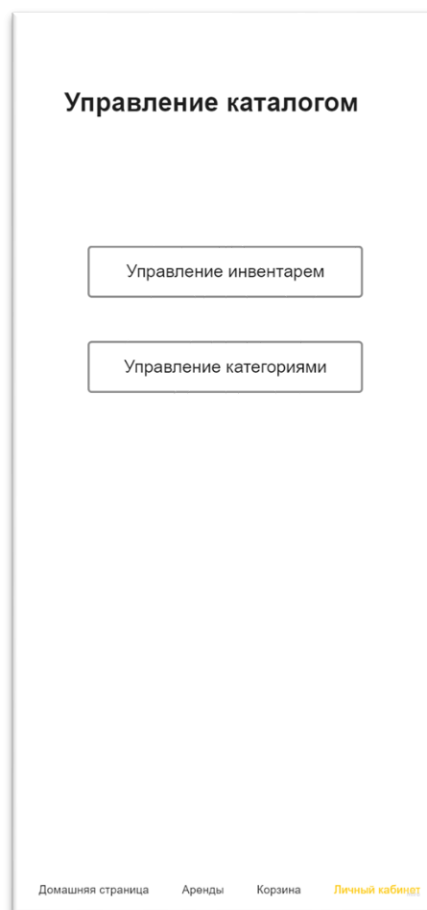 Управление каталогом
Управление инвентарем
Управление категориями
Домашняя страница Аренды Корзина Личный кабинет